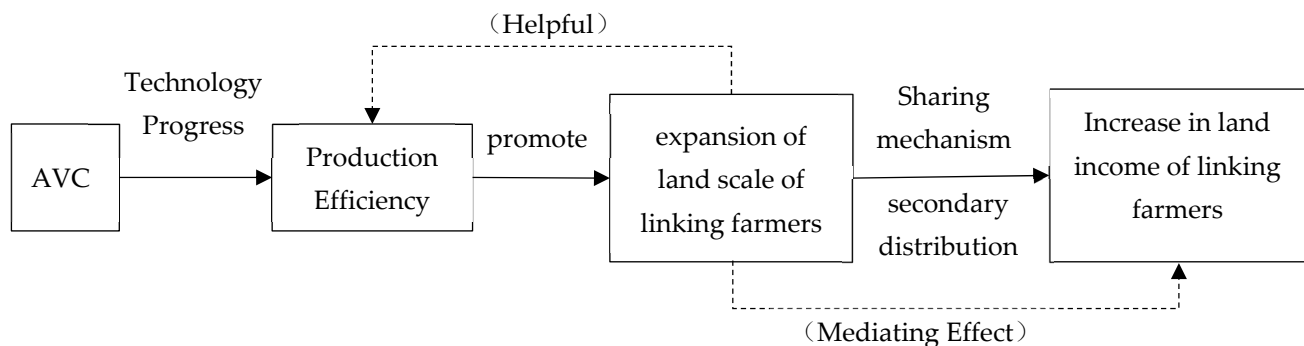 （Helpful）
Technology
Progress
AVC
Production
Efficiency
promote
expansion of
land scale of
linking farmers
Sharing
mechanism
secondary
distribution
Increase in land
income of linking
farmers
（Mediating Effect）